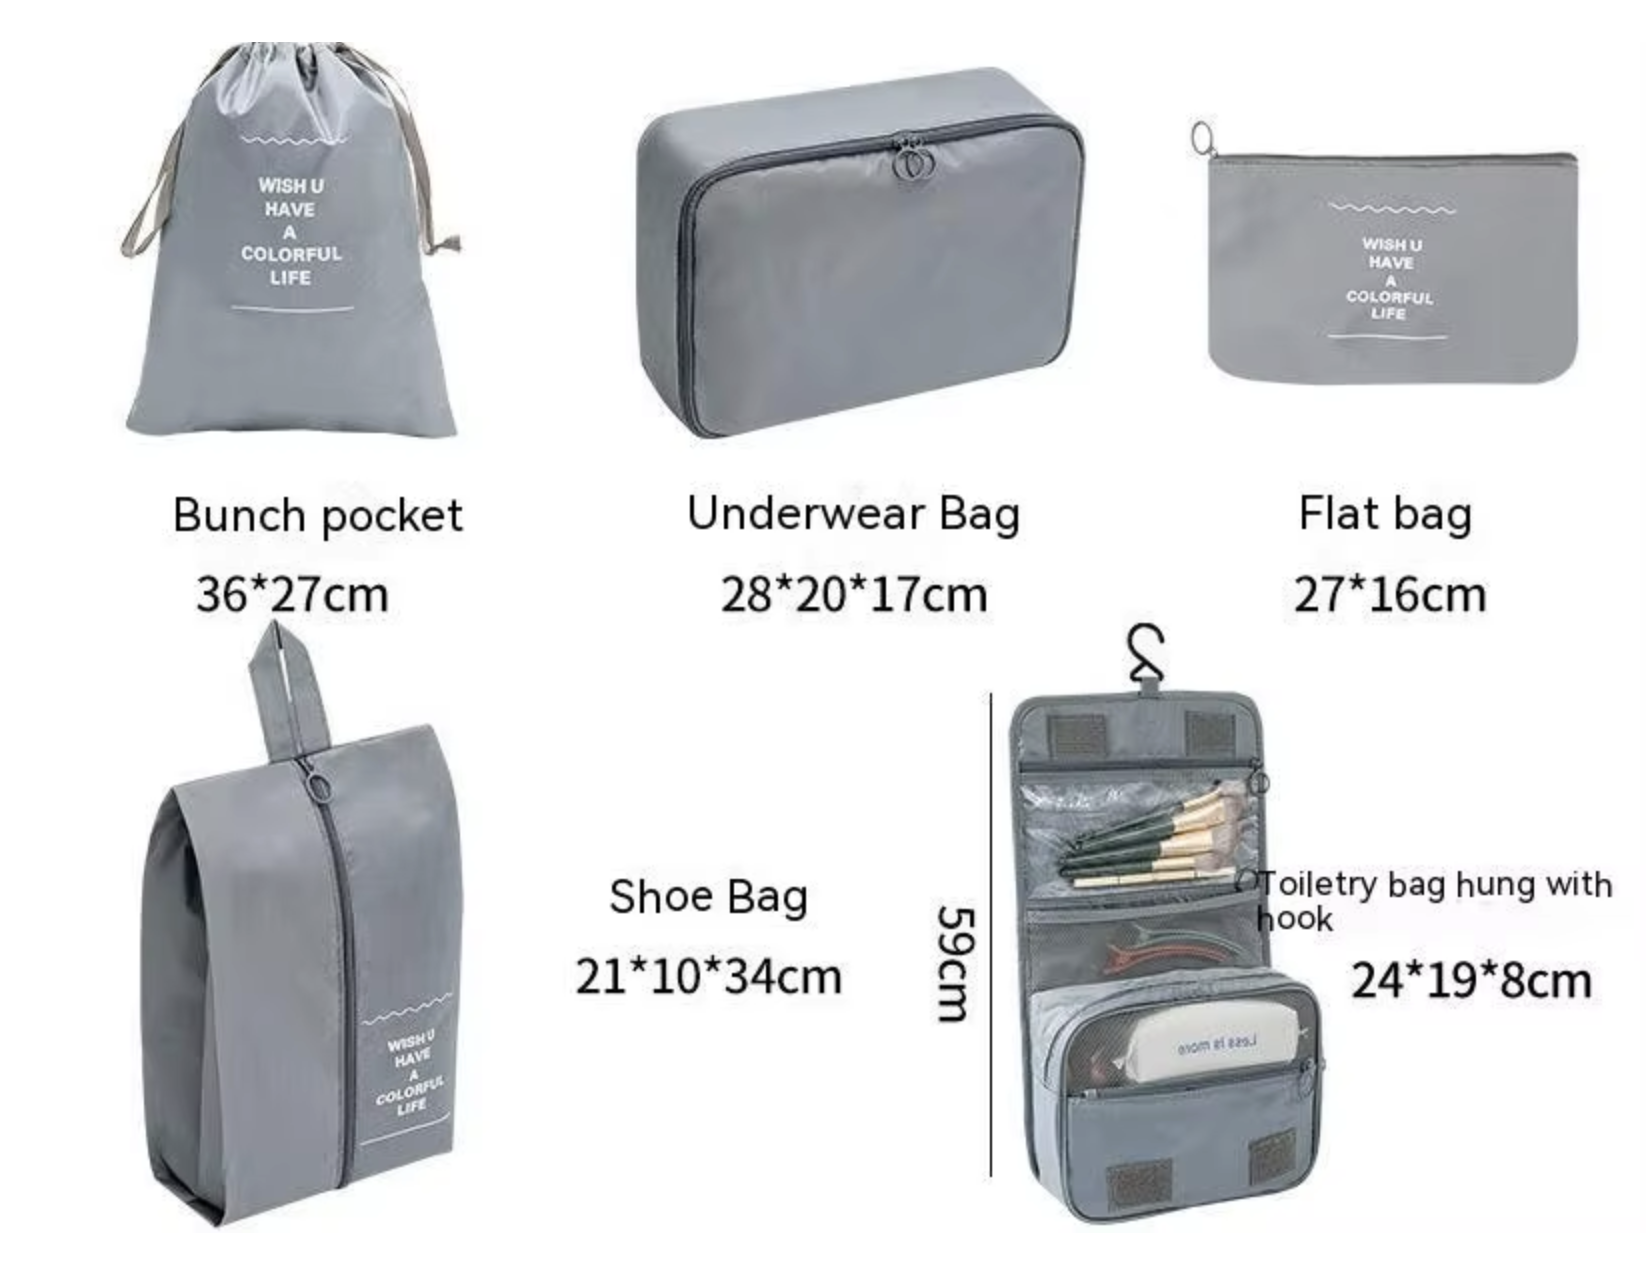 WISH U
HAVE
A
COLORFUL
LIFE
WISH U
HAVE
A
COLORFUL
LIFE
Bunch pocket
Underwear Bag
Flat bag
36*27cm
28*20*17cm
27*16cm
Shoe Bag
21*10*34cm
59cm
Toiletry bag hung with
hook
24*19*8cm
Less is more
WISH U
HAVE
A
COLORFUL
LIFE